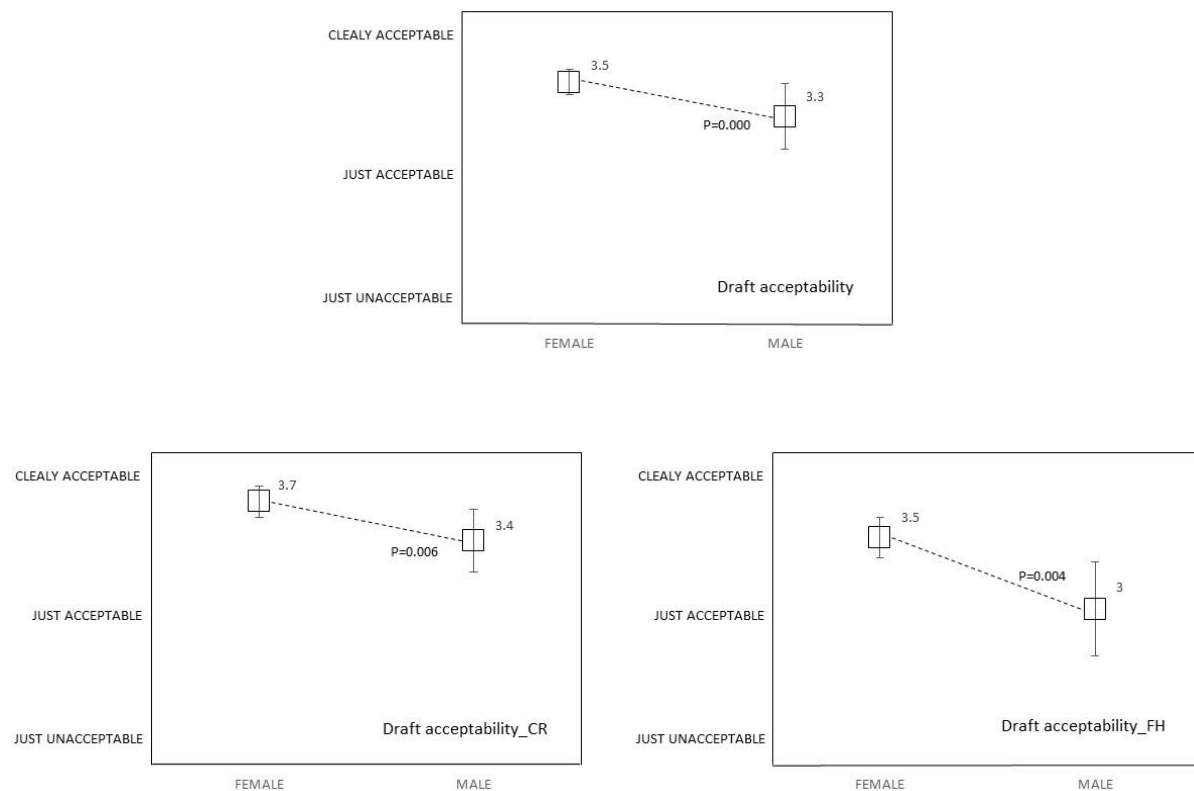 CLEALY ACCEPTABLE
3.5
3.3
P=0.000
JUST ACCEPTABLE
Draft acceptability
JUST UNACCEPTABLE
FEMALE MALE
CLEALY ACCEPTABLE
3.7
3.4
P=0.006
JUST ACCEPTABLE
Draft acceptability_CR
JUST UNACCEPTABLE
FEMALE MALE
CLEALY ACCEPTABLE
3.5
P=0.004
3
JUST ACCEPTABLE
Draft acceptability_FH
JUST UNACCEPTABLE
FEMALE MALE